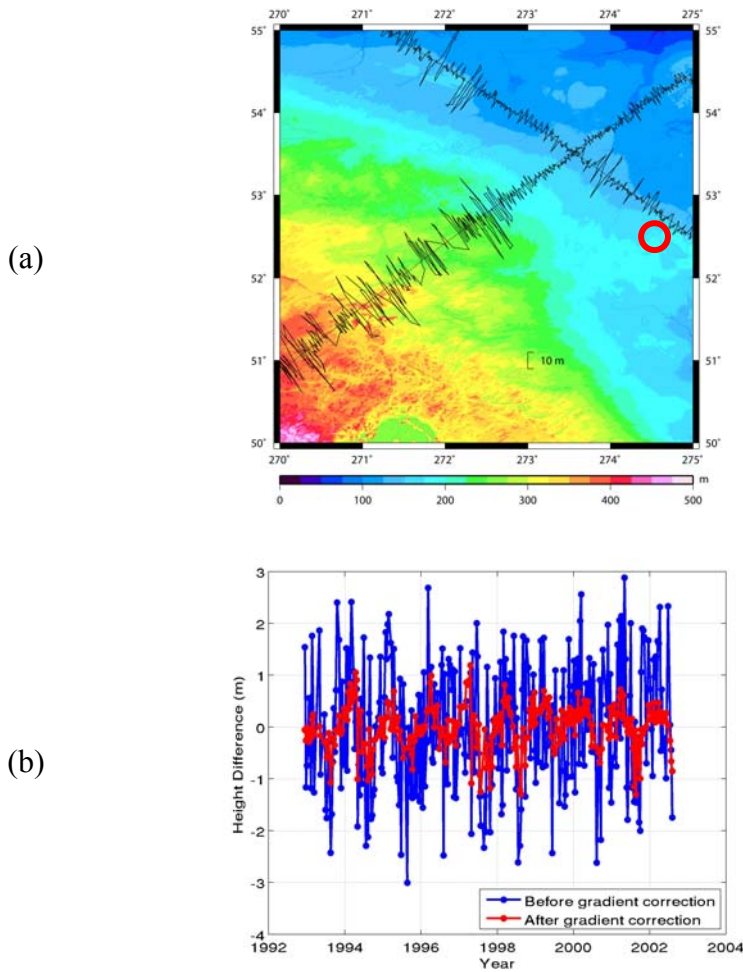 270 271 272 273 274 275
55° 55°
54° 54°
(a)
53° 53°
52° 52°
51° 10 m 51°
50° 50°
270 271 272 273 274 275
m
0 100 200 300 400 500
3
2
1
(b)
0
-1
-2
-3
-4
Height Difference (m)
Before gradient correction
After gradient correction
1992 1994 1996 1998 2000 2002 2004
Year